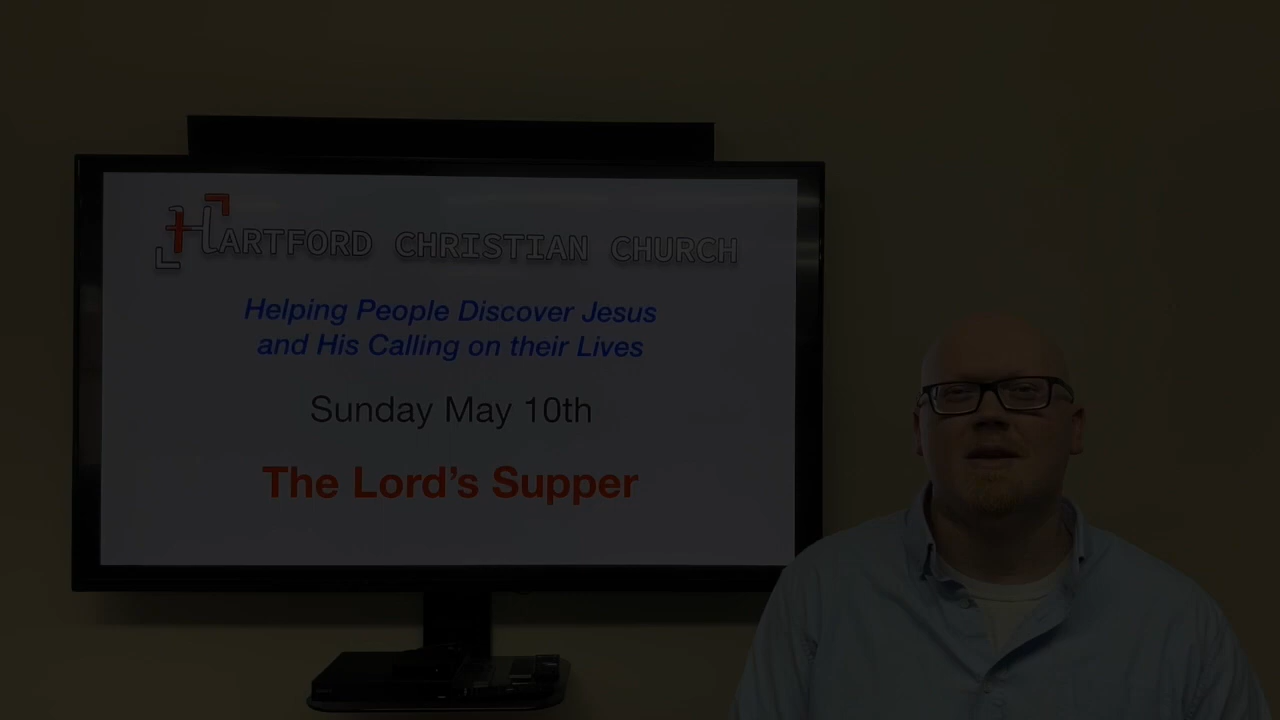 HARTFORD CHRISTIAN CHURCH
Helping People Discover Jesus
and His Calling on their Lives
Sunday May 10th
The Lord's Supper